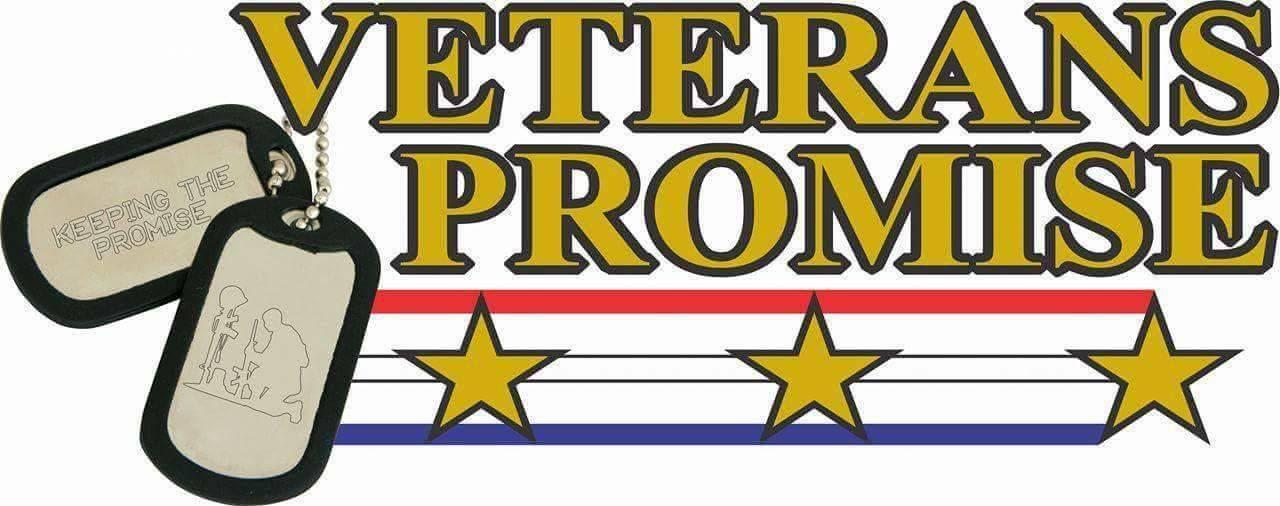 VETERANS
PROMISE
KEEPING THE
PROMISE